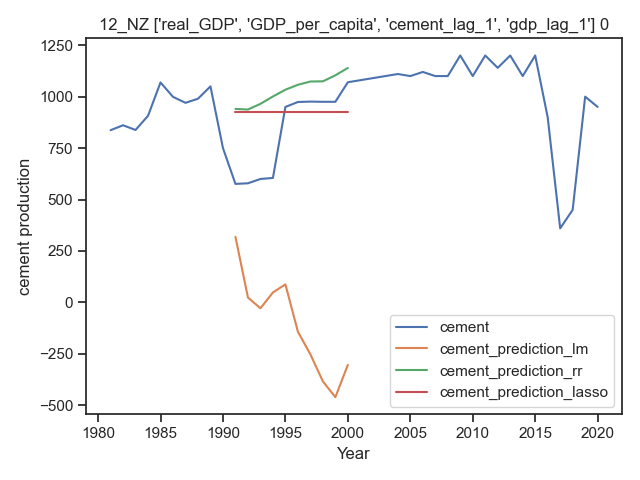 12_NZ ['real_GDP', 'GDP_per_capita', 'cement_lag_1', 'gdp_lag_1'] 0
1250
1000
750
500
250
0
−250
−500
cement production
cement
cement_prediction_lm
cement_prediction_rr
cement_prediction_lasso
1980 1985 1990 1995 2000 2005 2010 2015 2020
Year